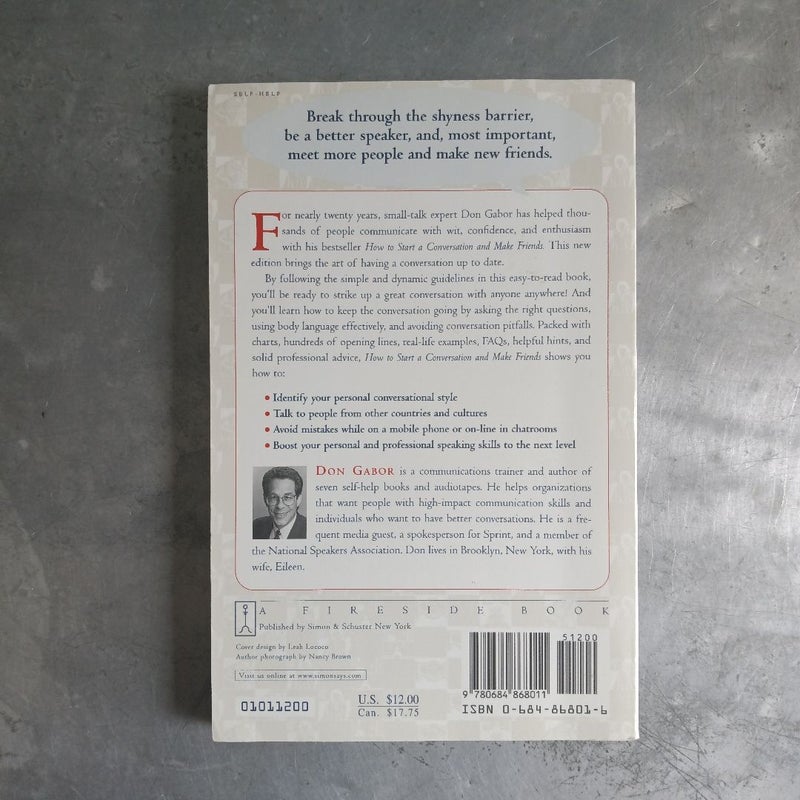 SELF-HELP
Break through the shyness barrier,
be a better speaker, and, most important,
meet more people and make new friends.
For nearly twenty years, small-talk expert Don Gabor has helped thou-
sands of people communicate with wit, confidence, and enthusiasm
with his bestseller How to Start a Conversation and Make Friends. This new
edition brings the art of having a conversation up to date.
By following the simple and dynamic guidelines in this easy-to-read book,
you'll be ready to strike up a great conversation with anyone anywhere! And
you'll learn how to keep the conversation going by asking the right questions,
using body language effectively, and avoiding conversation pitfalls. Packed with
charts, hundreds of opening lines, real-life examples, FAQs, helpful hints, and
solid professional advice, How to Start a Conversation and Make Friends shows you
how to:
• Identify your personal conversational style
• Talk to people from other countries and cultures
• Avoid mistakes while on a mobile phone or on-line in chatrooms
• Boost your personal and professional speaking skills to the next level
DON GABOR is a communications trainer and author of
seven self-help books and audiotapes. He helps organizations
that want people with high-impact communication skills and
individuals who want to have better conversations. He is a fre-
quent media guest, a spokesperson for Sprint, and a member of
the National Speakers Association. Don lives in Brooklyn, New York, with his
wife, Eileen.
A FIRESIDE BOOK
Published by Simon & Schuster New York
Cover design by Leah Lococo
Author photograph by Nancy Brown
Visit us online at www.simonsays.com
01011200
U.S. $12.00
Can. $17.75
51200
9 780684 868011
ISBN 0-684-86801-6